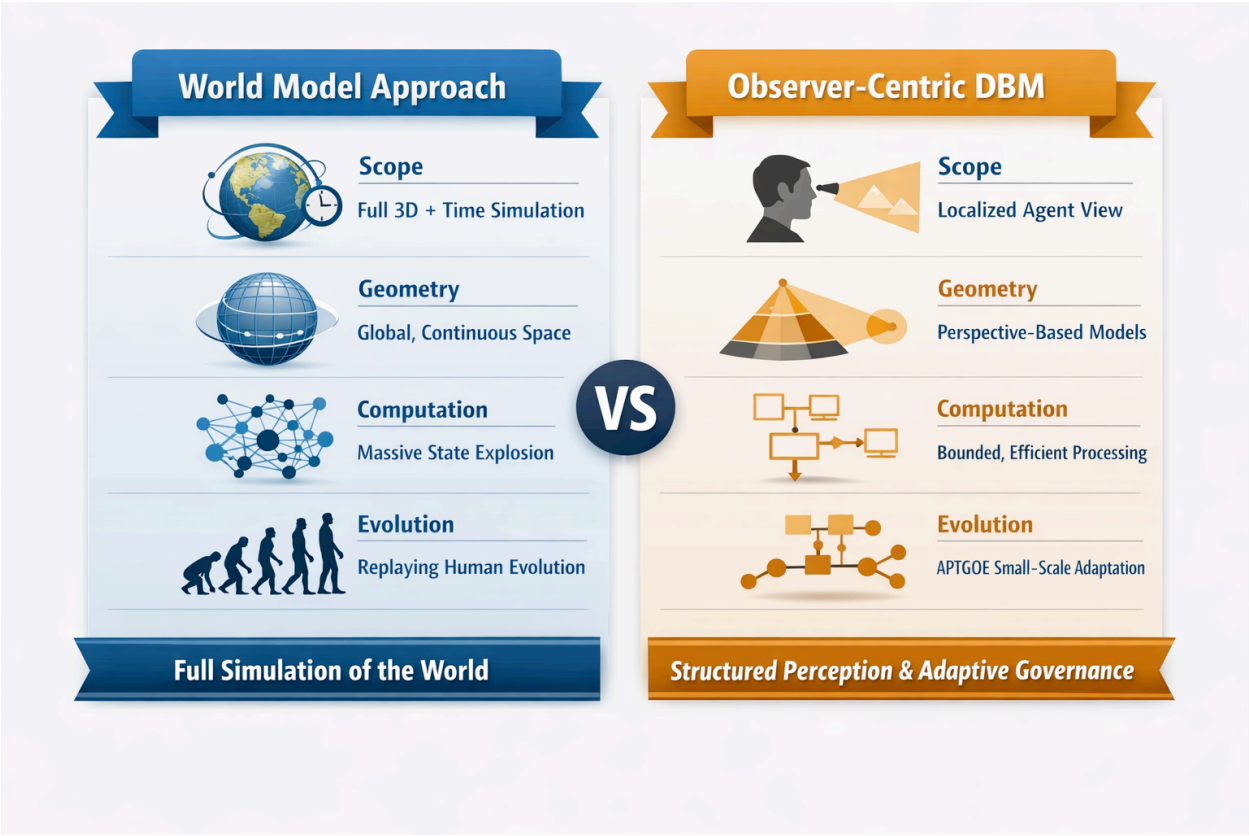 World Model Approach
Scope
Full 3D + Time Simulation
Geometry
Global, Continuous Space
Computation
Massive State Explosion
Evolution
Replaying Human Evolution
Full Simulation of the World
VS
Observer-Centric DBM
Scope
Localized Agent View
Geometry
Perspective-Based Models
Computation
Bounded, Efficient Processing
Evolution
APTGOE Small-Scale Adaptation
Structured Perception & Adaptive Governance